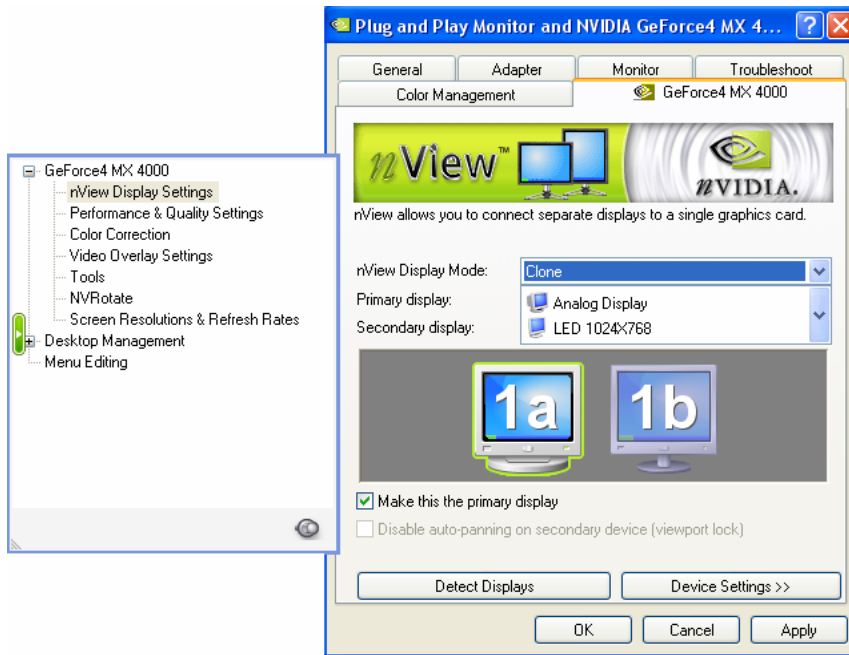 Plug and Play Monitor and NVIDIA GeForce4 MX 4...
General Adapter Monitor Troubleshoot
Color Management GeForce4 MX 4000
GeForce4 MX 4000
nView Display Settings
Performance & Quality Settings
Color Correction
Video Overlay Settings
Tools
NVRotate
Screen Resolutions & Refresh Rates
Desktop Management
Menu Editing
nView™
nVIDIA.
nView allows you to connect separate displays to a single graphics card.
nView Display Mode: Clone
Primary display: Analog Display
Secondary display: LED 1024X768
1a 1b
Make this the primary display
Disable auto-panning on secondary device (viewport lock)
Detect Displays Device Settings >>
OK Cancel Apply